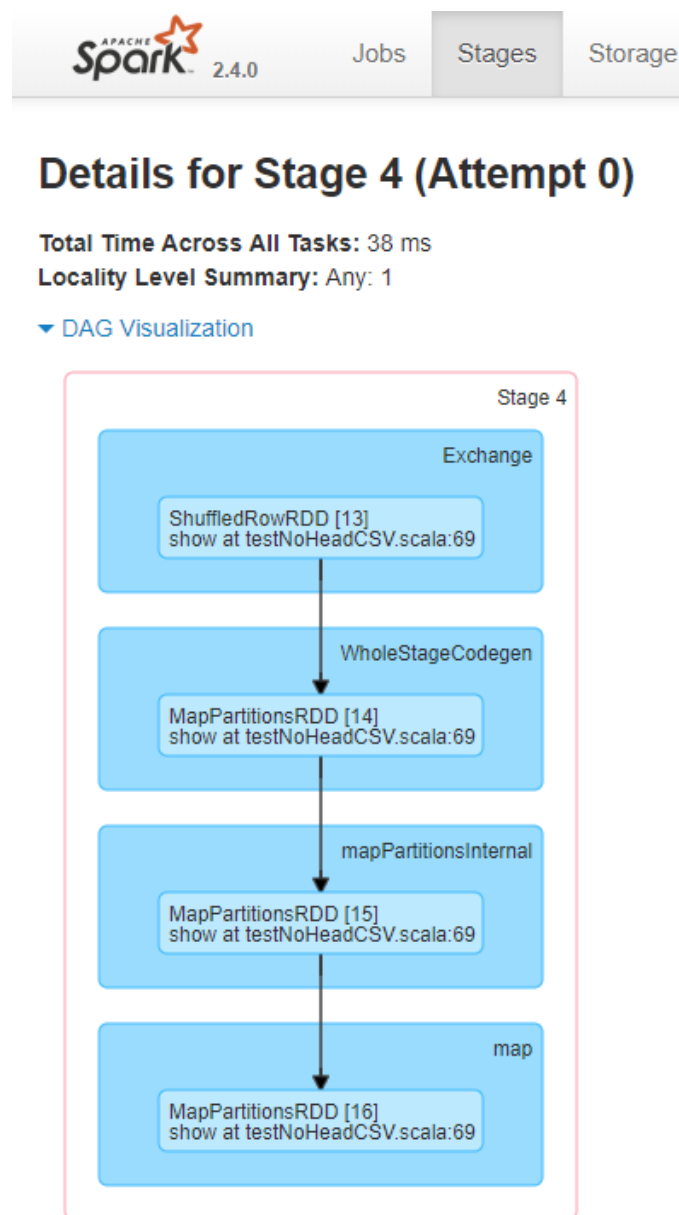 APACHE
Spark 2.4.0
Jobs
Stages
Storage
Details for Stage 4 (Attempt 0)
Total Time Across All Tasks: 38 ms
Locality Level Summary: Any: 1
DAG Visualization
Stage 4
Exchange
ShuffledRowRDD [13]
show at testNoHeadCSV.scala:69
WholeStageCodegen
MapPartitionsRDD [14]
show at testNoHeadCSV.scala:69
mapPartitionsInternal
MapPartitionsRDD [15]
show at testNoHeadCSV.scala:69
map
MapPartitionsRDD [16]
show at testNoHeadCSV.scala:69